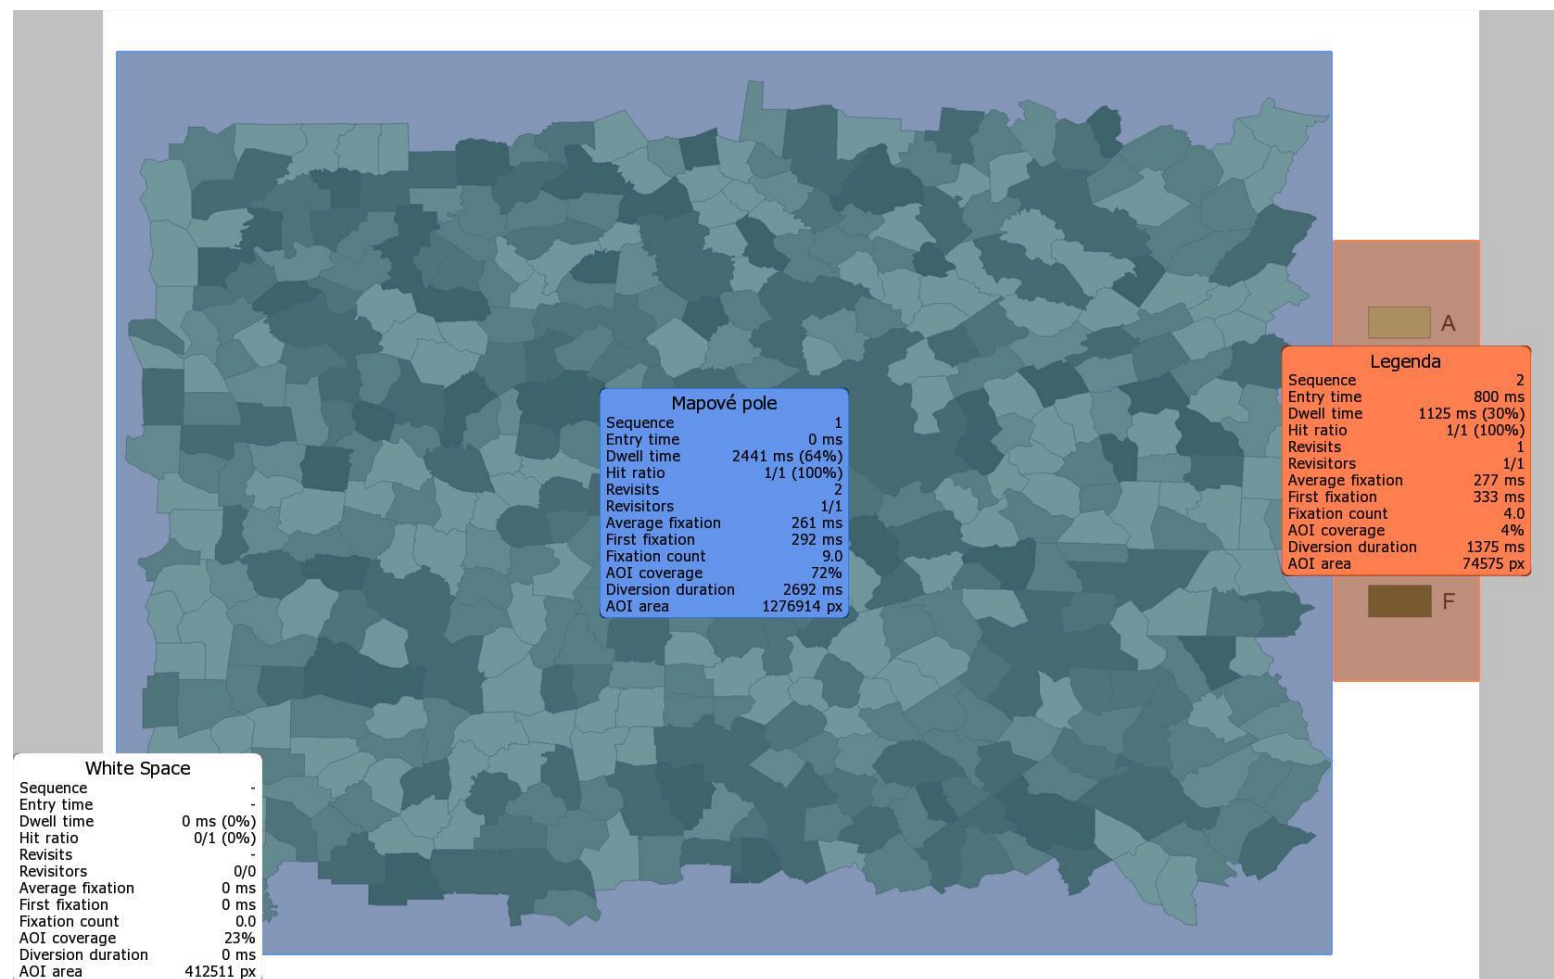 A
Legenda
Sequence 2
Entry time 800 ms
Dwell time 1125 ms (30%)
Hit ratio 1/1 (100%)
Revisits 1
Revisitors 1/1
Average fixation 277 ms
First fixation 333 ms
Fixation count 4.0
AOI coverage 4%
Diversion duration 1375 ms
AOI area 74575 px
F
Mapové pole
Sequence 1
Entry time 0 ms
Dwell time 2441 ms (64%)
Hit ratio 1/1 (100%)
Revisits 2
Revisitors 1/1
Average fixation 261 ms
First fixation 292 ms
Fixation count 9.0
AOI coverage 72%
Diversion duration 2692 ms
AOI area 1276914 px
White Space
Sequence -
Entry time -
Dwell time 0 ms (0%)
Hit ratio 0/1 (0%)
Revisits -
Revisitors 0/0
Average fixation 0 ms
First fixation 0 ms
Fixation count 0.0
AOI coverage 23%
Diversion duration 0 ms
AOI area 412511 px